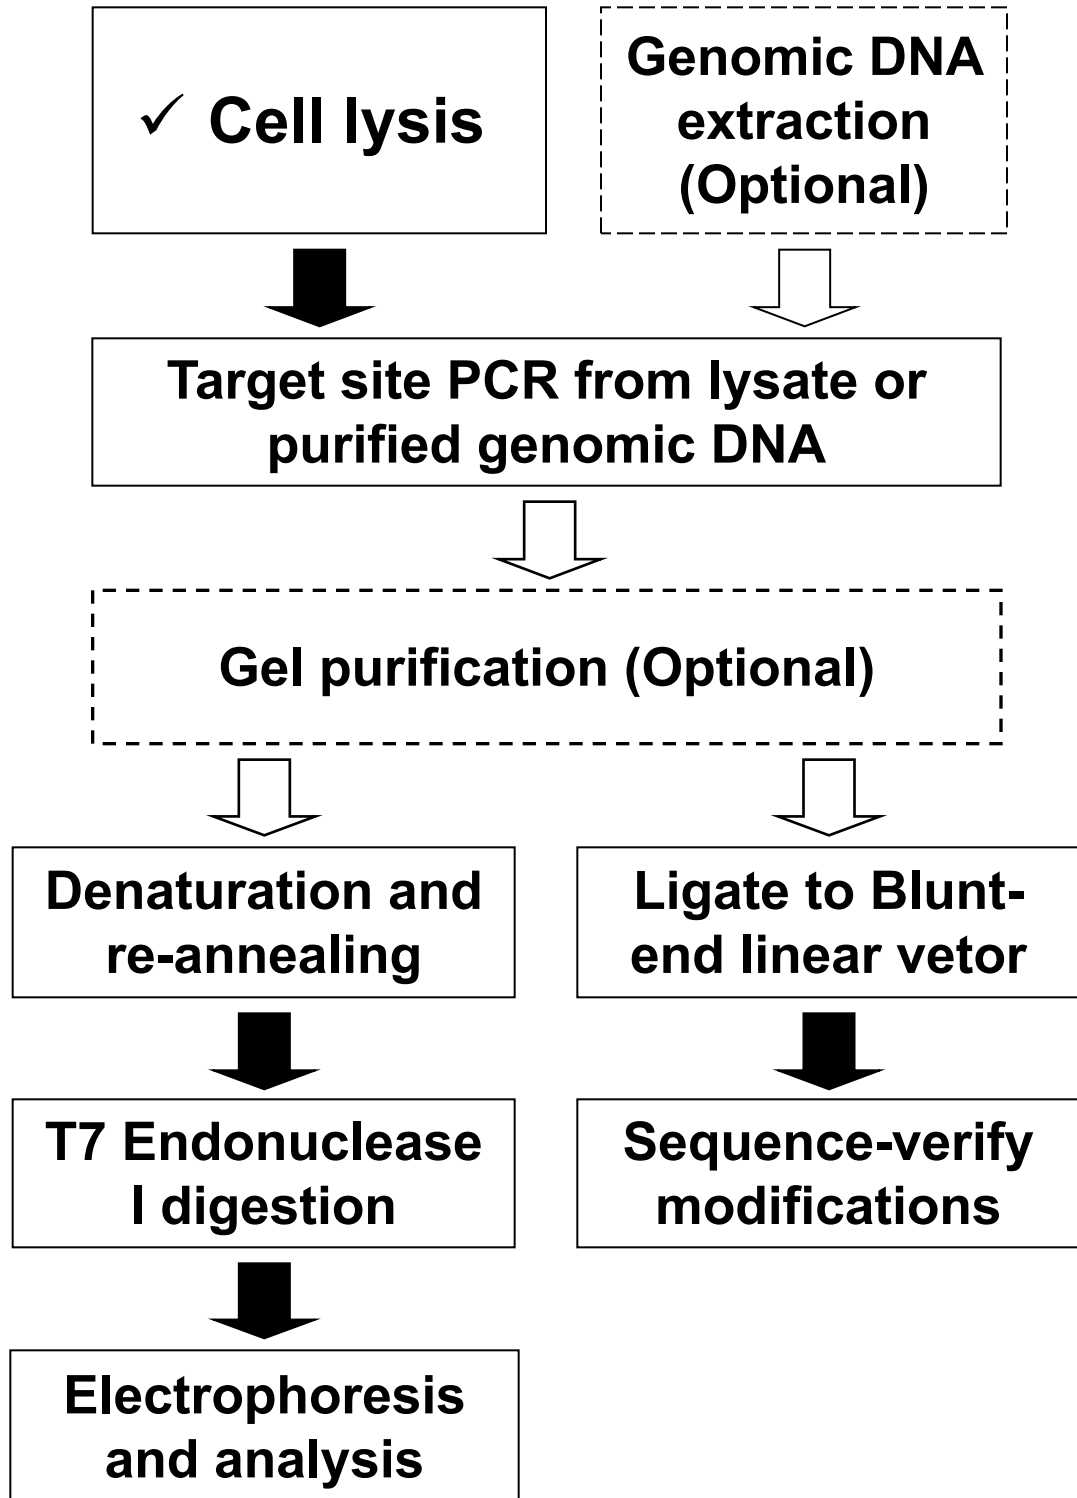 ✓ Cell lysis
Genomic DNA
extraction
(Optional)
Target site PCR from lysate or
purified genomic DNA
Gel purification (Optional)
Denaturation and
re-annealing
Ligate to Blunt-
end linear vetor
T7 Endonuclease
I digestion
Sequence-verify
modifications
Electrophoresis
and analysis